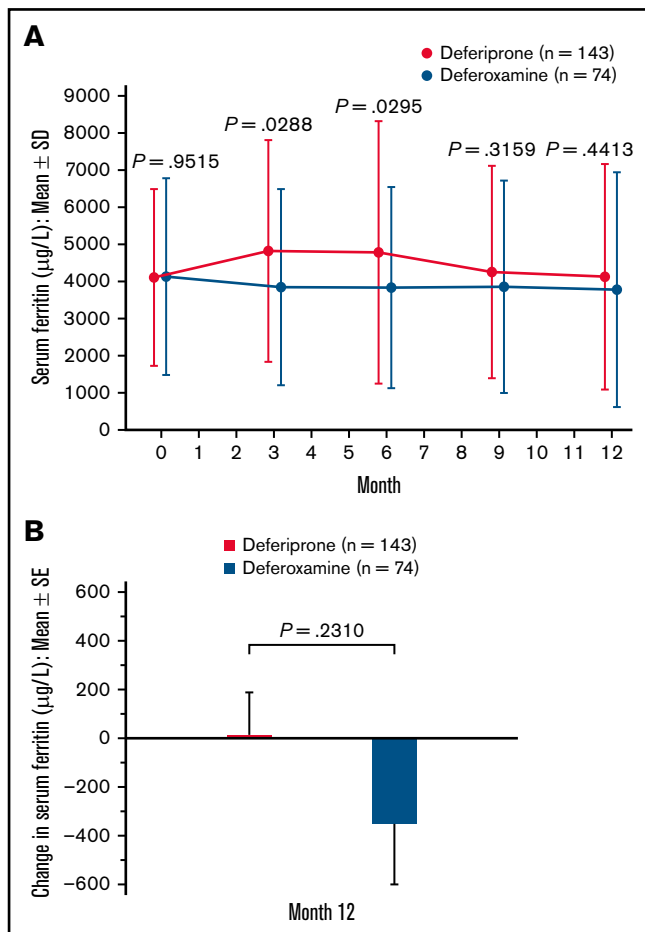 A
Deferiprone (n = 143)
Deferoxamine (n = 74)
Serum ferritin (µg/L): Mean ± SD
9000
8000
7000
6000
5000
4000
3000
2000
1000
0
P = .9515
P = .0288
P = .0295
P = .3159
P = .4413
0 1 2 3 4 5 6 7 8 9 10 11 12
Month
B
Deferiprone (n = 143)
Deferoxamine (n = 74)
Change in serum ferritin (µg/L): Mean ± SE
600
400
200
0
−200
−400
−600
P = .2310
Month 12